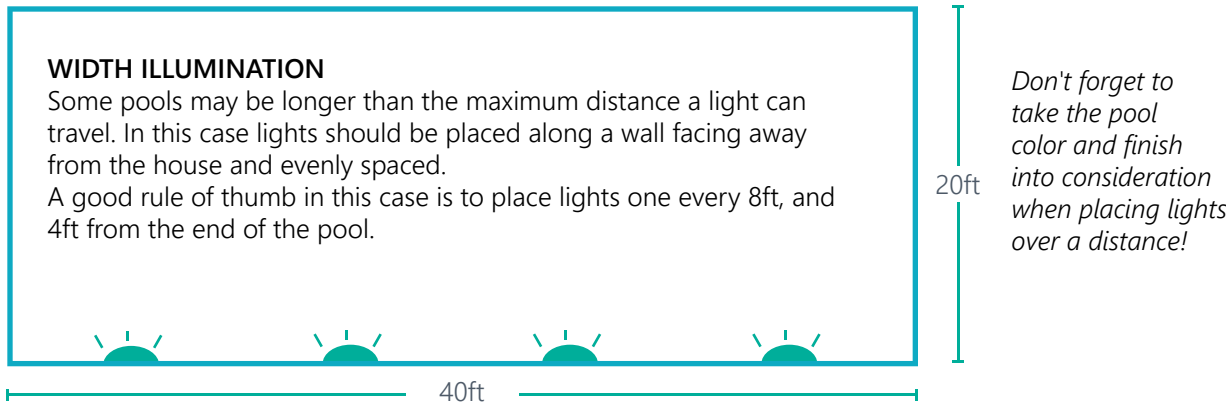 WIDTH ILLUMINATION
Some pools may be longer than the maximum distance a light can
travel. In this case lights should be placed along a wall facing away
from the house and evenly spaced.
A good rule of thumb in this case is to place lights one every 8ft, and
4ft from the end of the pool.
20ft
Don't forget to
take the pool
color and finish
into consideration
when placing lights
over a distance!
40ft